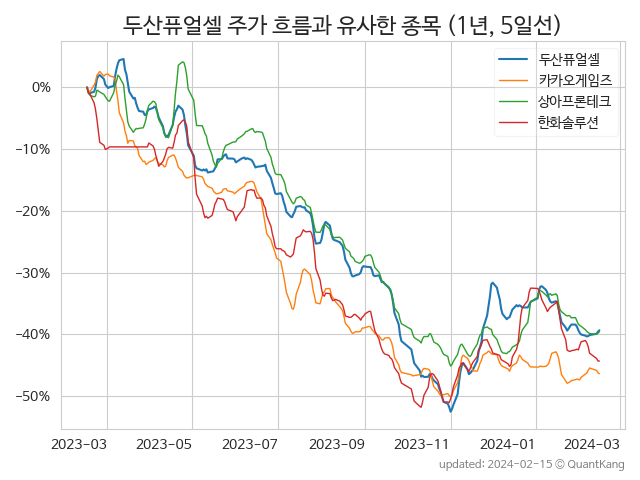 두산퓨얼셀 주가 흐름과 유사한 종목 (1년, 5일선)
두산퓨얼셀
카카오게임즈
상아프론테크
한화솔루션
0%
−10%
−20%
−30%
−40%
−50%
2023-03 2023-05 2023-07 2023-09 2023-11 2024-01 2024-03
updated: 2024-02-15 © QuantKang